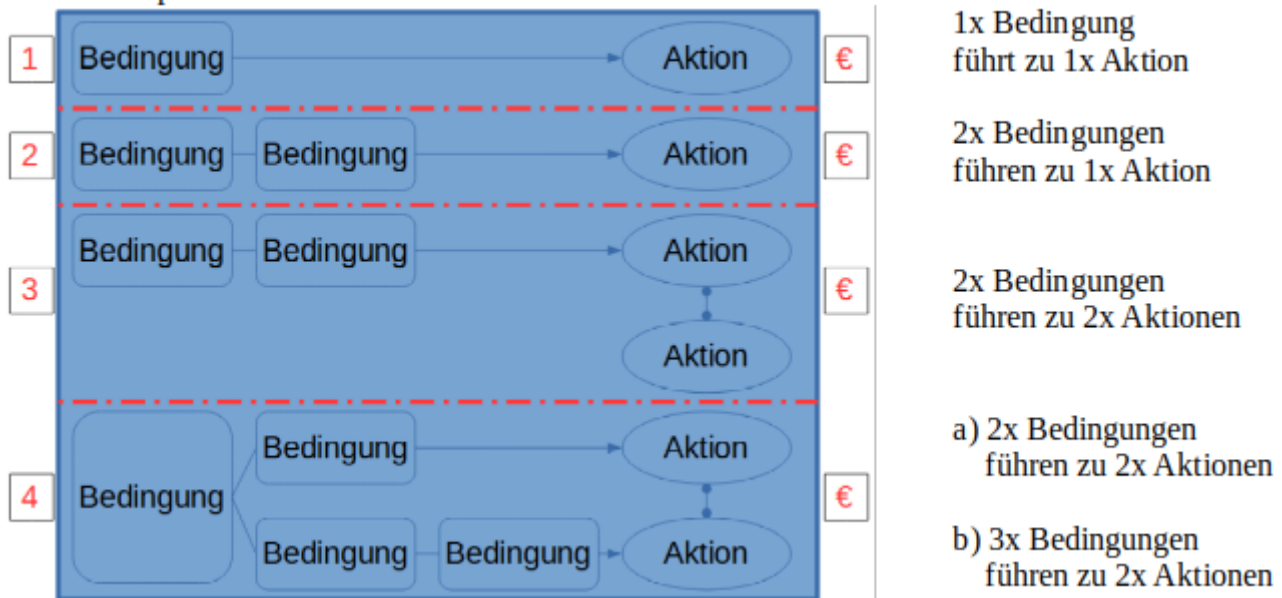 1 Bedingung Aktion € 1x Bedingung
führt zu 1x Aktion
2 Bedingung Bedingung Aktion € 2x Bedingungen
führen zu 1x Aktion
Bedingung Bedingung Aktion
3 € 2x Bedingungen
führen zu 2x Aktionen
Aktion
Bedingung Aktion a) 2x Bedingungen
führen zu 2x Aktionen
4 Bedingung €
Bedingung Bedingung Aktion b) 3x Bedingungen
führen zu 2x Aktionen